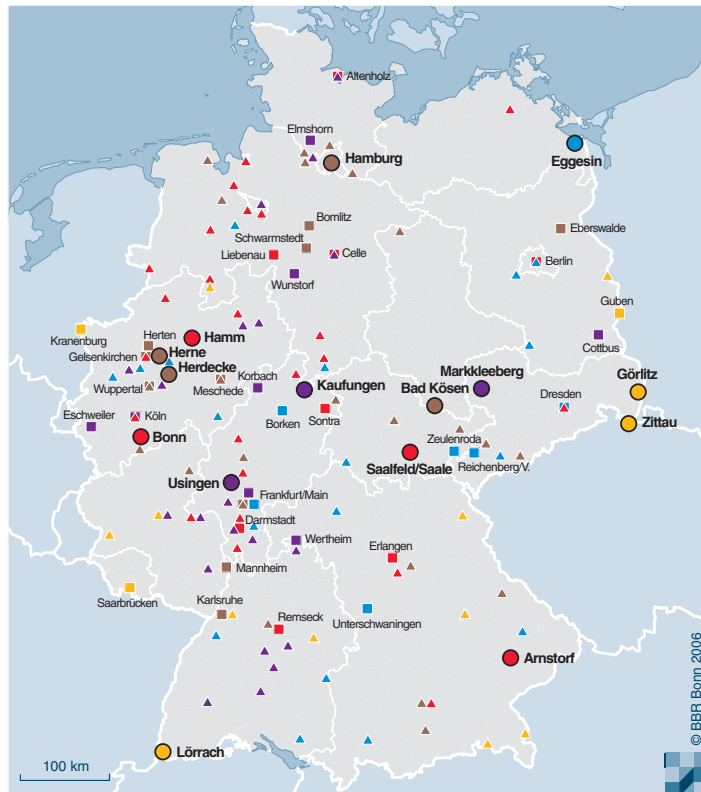 Altenholz
Elmshorn
Hamburg
Eggesin
Bomlitz
Eberswalde
Schwarmstedt
Liebenau
Celle
Berlin
Wunstorf
Guben
Kranenburg
Herten
Hamm
Cottbus
Gelsenkirchen
Herne
Herdecke
Markkleeberg
Görlitz
Wuppertal
Meschede
Korbach
Kaufungen
Bad Kösen
Eschweiler
Köln
Borken
Sontra
Dresden
Zittau
Bonn
Zeulenroda
Saalfeld/Saale
Reichenberg/V.
Usingen
Frankfurt/Main
Darmstadt
Wertheim
Erlangen
Mannheim
Saarbrücken
Karlsruhe
Remseck
Unterschwaningen
Arnstorf
© BBR Bonn 2006
Lörrach
100 km